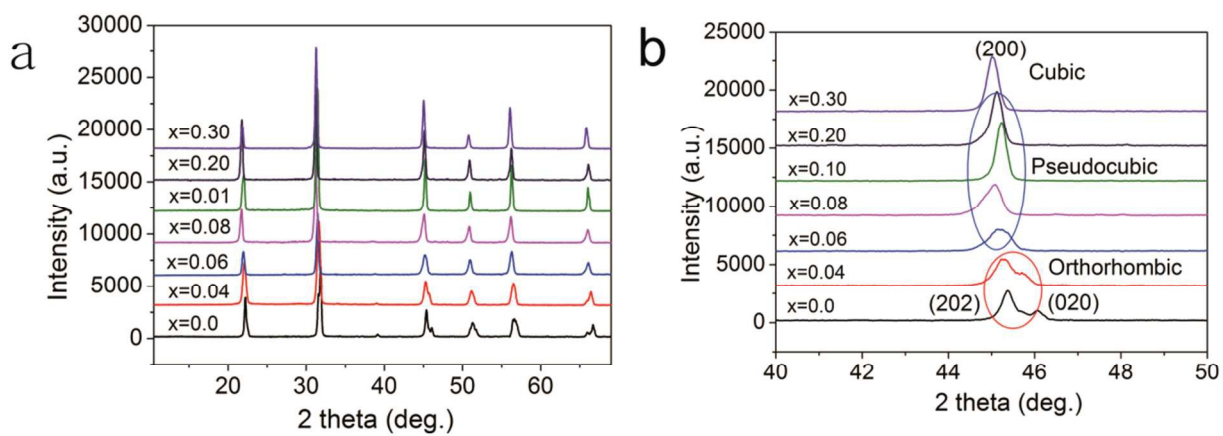 a
30000
25000
20000
15000
10000
5000
0
Intensity (a.u.)
x=0.30
x=0.20
x=0.01
x=0.08
x=0.06
x=0.04
x=0.0
20 30 40 50 60
2 theta (deg.)
b
25000
20000
15000
10000
5000
0
Intensity (a.u.)
(200)
Cubic
x=0.30
x=0.20
x=0.10
Pseudocubic
x=0.08
x=0.06
x=0.04
Orthorhombic
x=0.0
(202) (020)
40 42 44 46 48 50
2 theta (deg.)